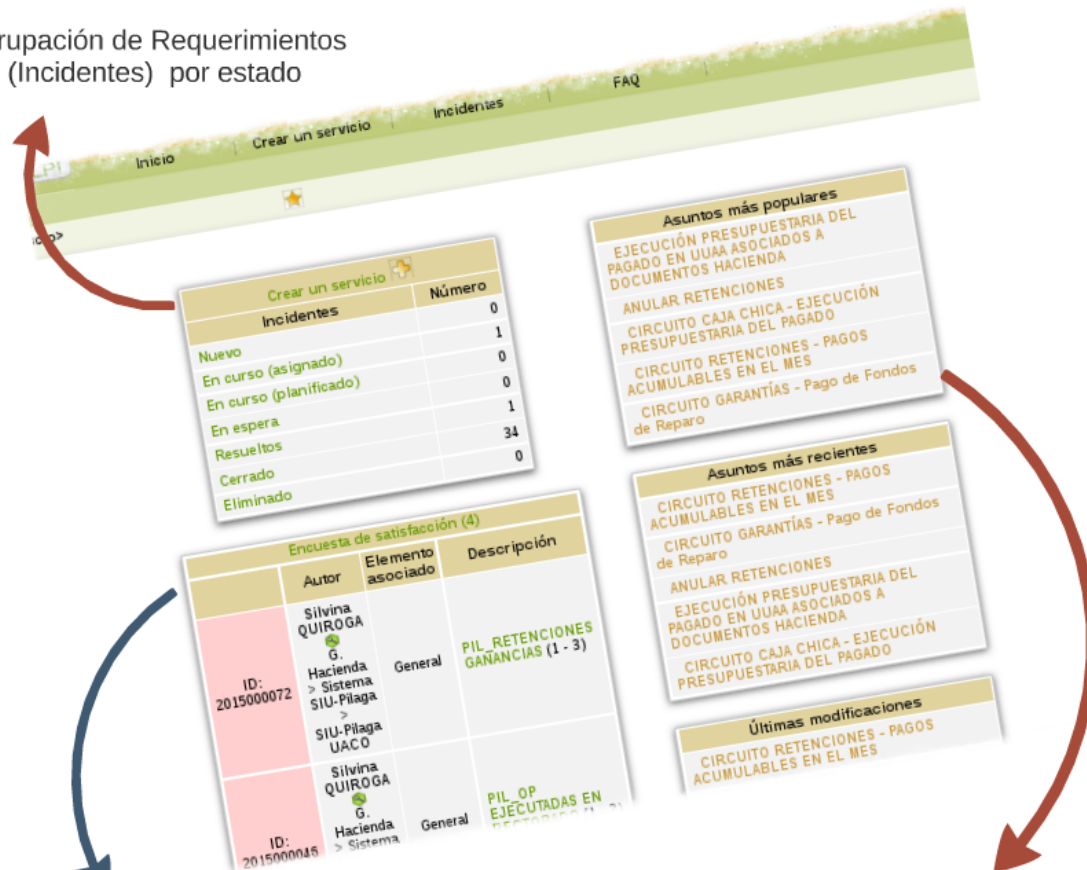 rupación de Requerimientos
(Incidentes) por estado
LPI
Inicio
Crear un servicio
Incidentes
FAQ
Crear un servicio
Incidentes Número
Nuevo 0
En curso (asignado) 1
En curso (planificado) 0
En espera 0
Resueltos 1
Cerrado 34
Eliminado 0
Encuesta de satisfacción (4)
Autor Elemento asociado Descripción
ID:
2015000072
Silvina
QUIROGA
G.
Hacienda
> Sistema
SIU-Pilaga
>
SIU-Pilaga
UACO
General
PIL_RETENCIONES
GANANCIAS (1 - 3)
ID:
2015000046
Silvina
QUIROGA
G.
Hacienda
> Sistema
General
PIL_OP
EJECUTADAS EN
Asuntos más populares
EJECUCIÓN PRESUPUESTARIA DEL
PAGADO EN UUAA ASOCIADOS A
DOCUMENTOS HACIENDA
ANULAR RETENCIONES
CIRCUITO CAJA CHICA - EJECUCIÓN
PRESUPUESTARIA DEL PAGADO
CIRCUITO RETENCIONES - PAGOS
ACUMULABLES EN EL MES
CIRCUITO GARANTÍAS - Pago de Fondos
de Reparo
Asuntos más recientes
CIRCUITO RETENCIONES - PAGOS
ACUMULABLES EN EL MES
CIRCUITO GARANTÍAS - Pago de Fondos
de Reparo
ANULAR RETENCIONES
EJECUCIÓN PRESUPUESTARIA DEL
PAGADO EN UUAA ASOCIADOS A
DOCUMENTOS HACIENDA
CIRCUITO CAJA CHICA - EJECUCIÓN
PRESUPUESTARIA DEL PAGADO
Últimas modificaciones
CIRCUITO RETENCIONES - PAGOS
ACUMULABLES EN EL MES